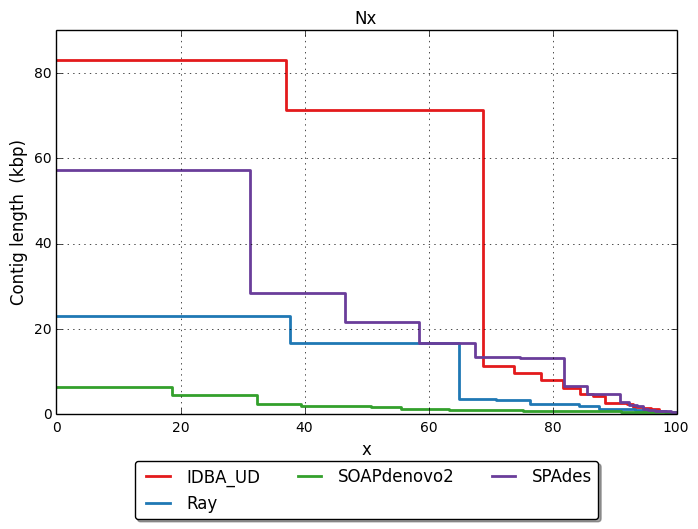 Nx
Contig length (kbp)
80
60
40
20
0
0 20 40 60 80 100
x
IDBA_UD SOAPdenovo2 SPAdes
Ray